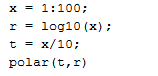 x = 1:100;
r = log10(x);
t = x/10;
polar(t,r)